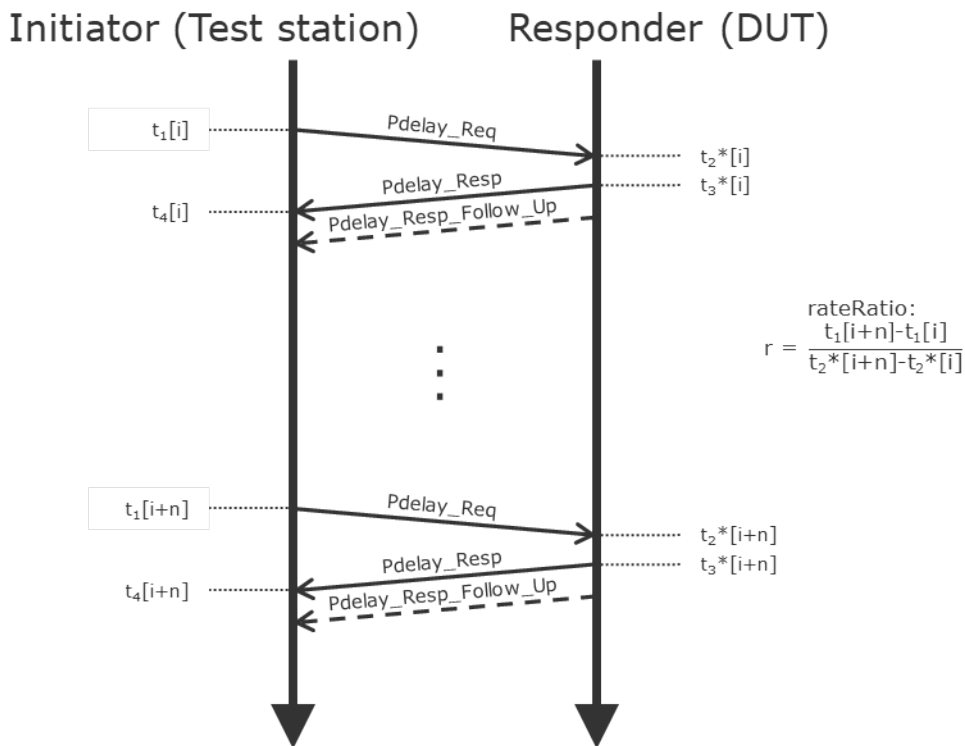 Initiator (Test station) Responder (DUT)
t₁[i]
Pdelay_Req
t₂*[i]
Pdelay_Resp
t₃*[i]
t₄[i]
Pdelay_Resp_Follow_Up
rateRatio:
r = t₁[i+n]-t₁[i]
t₂*[i+n]-t₂*[i]
t₁[i+n]
Pdelay_Req
t₂*[i+n]
Pdelay_Resp
t₃*[i+n]
t₄[i+n]
Pdelay_Resp_Follow_Up